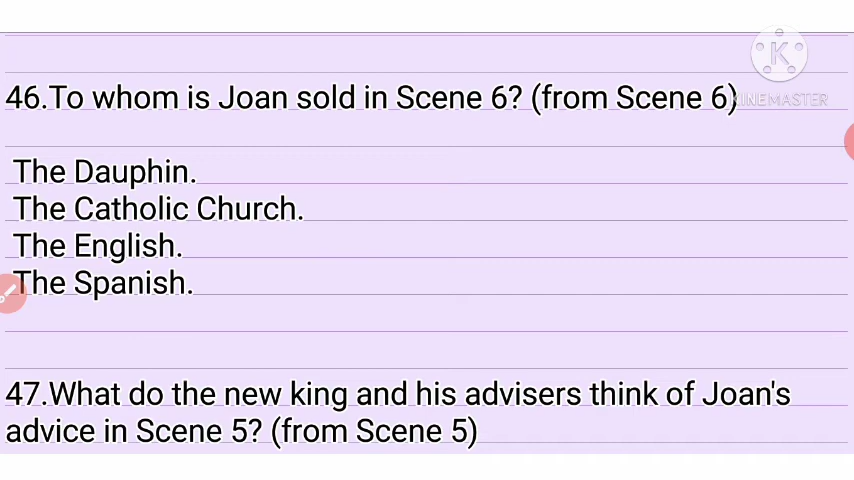 KINEMASTER
46.To whom is Joan sold in Scene 6? (from Scene 6)
The Dauphin.
The Catholic Church.
The English.
The Spanish.
47.What do the new king and his advisers think of Joan's
advice in Scene 5? (from Scene 5)